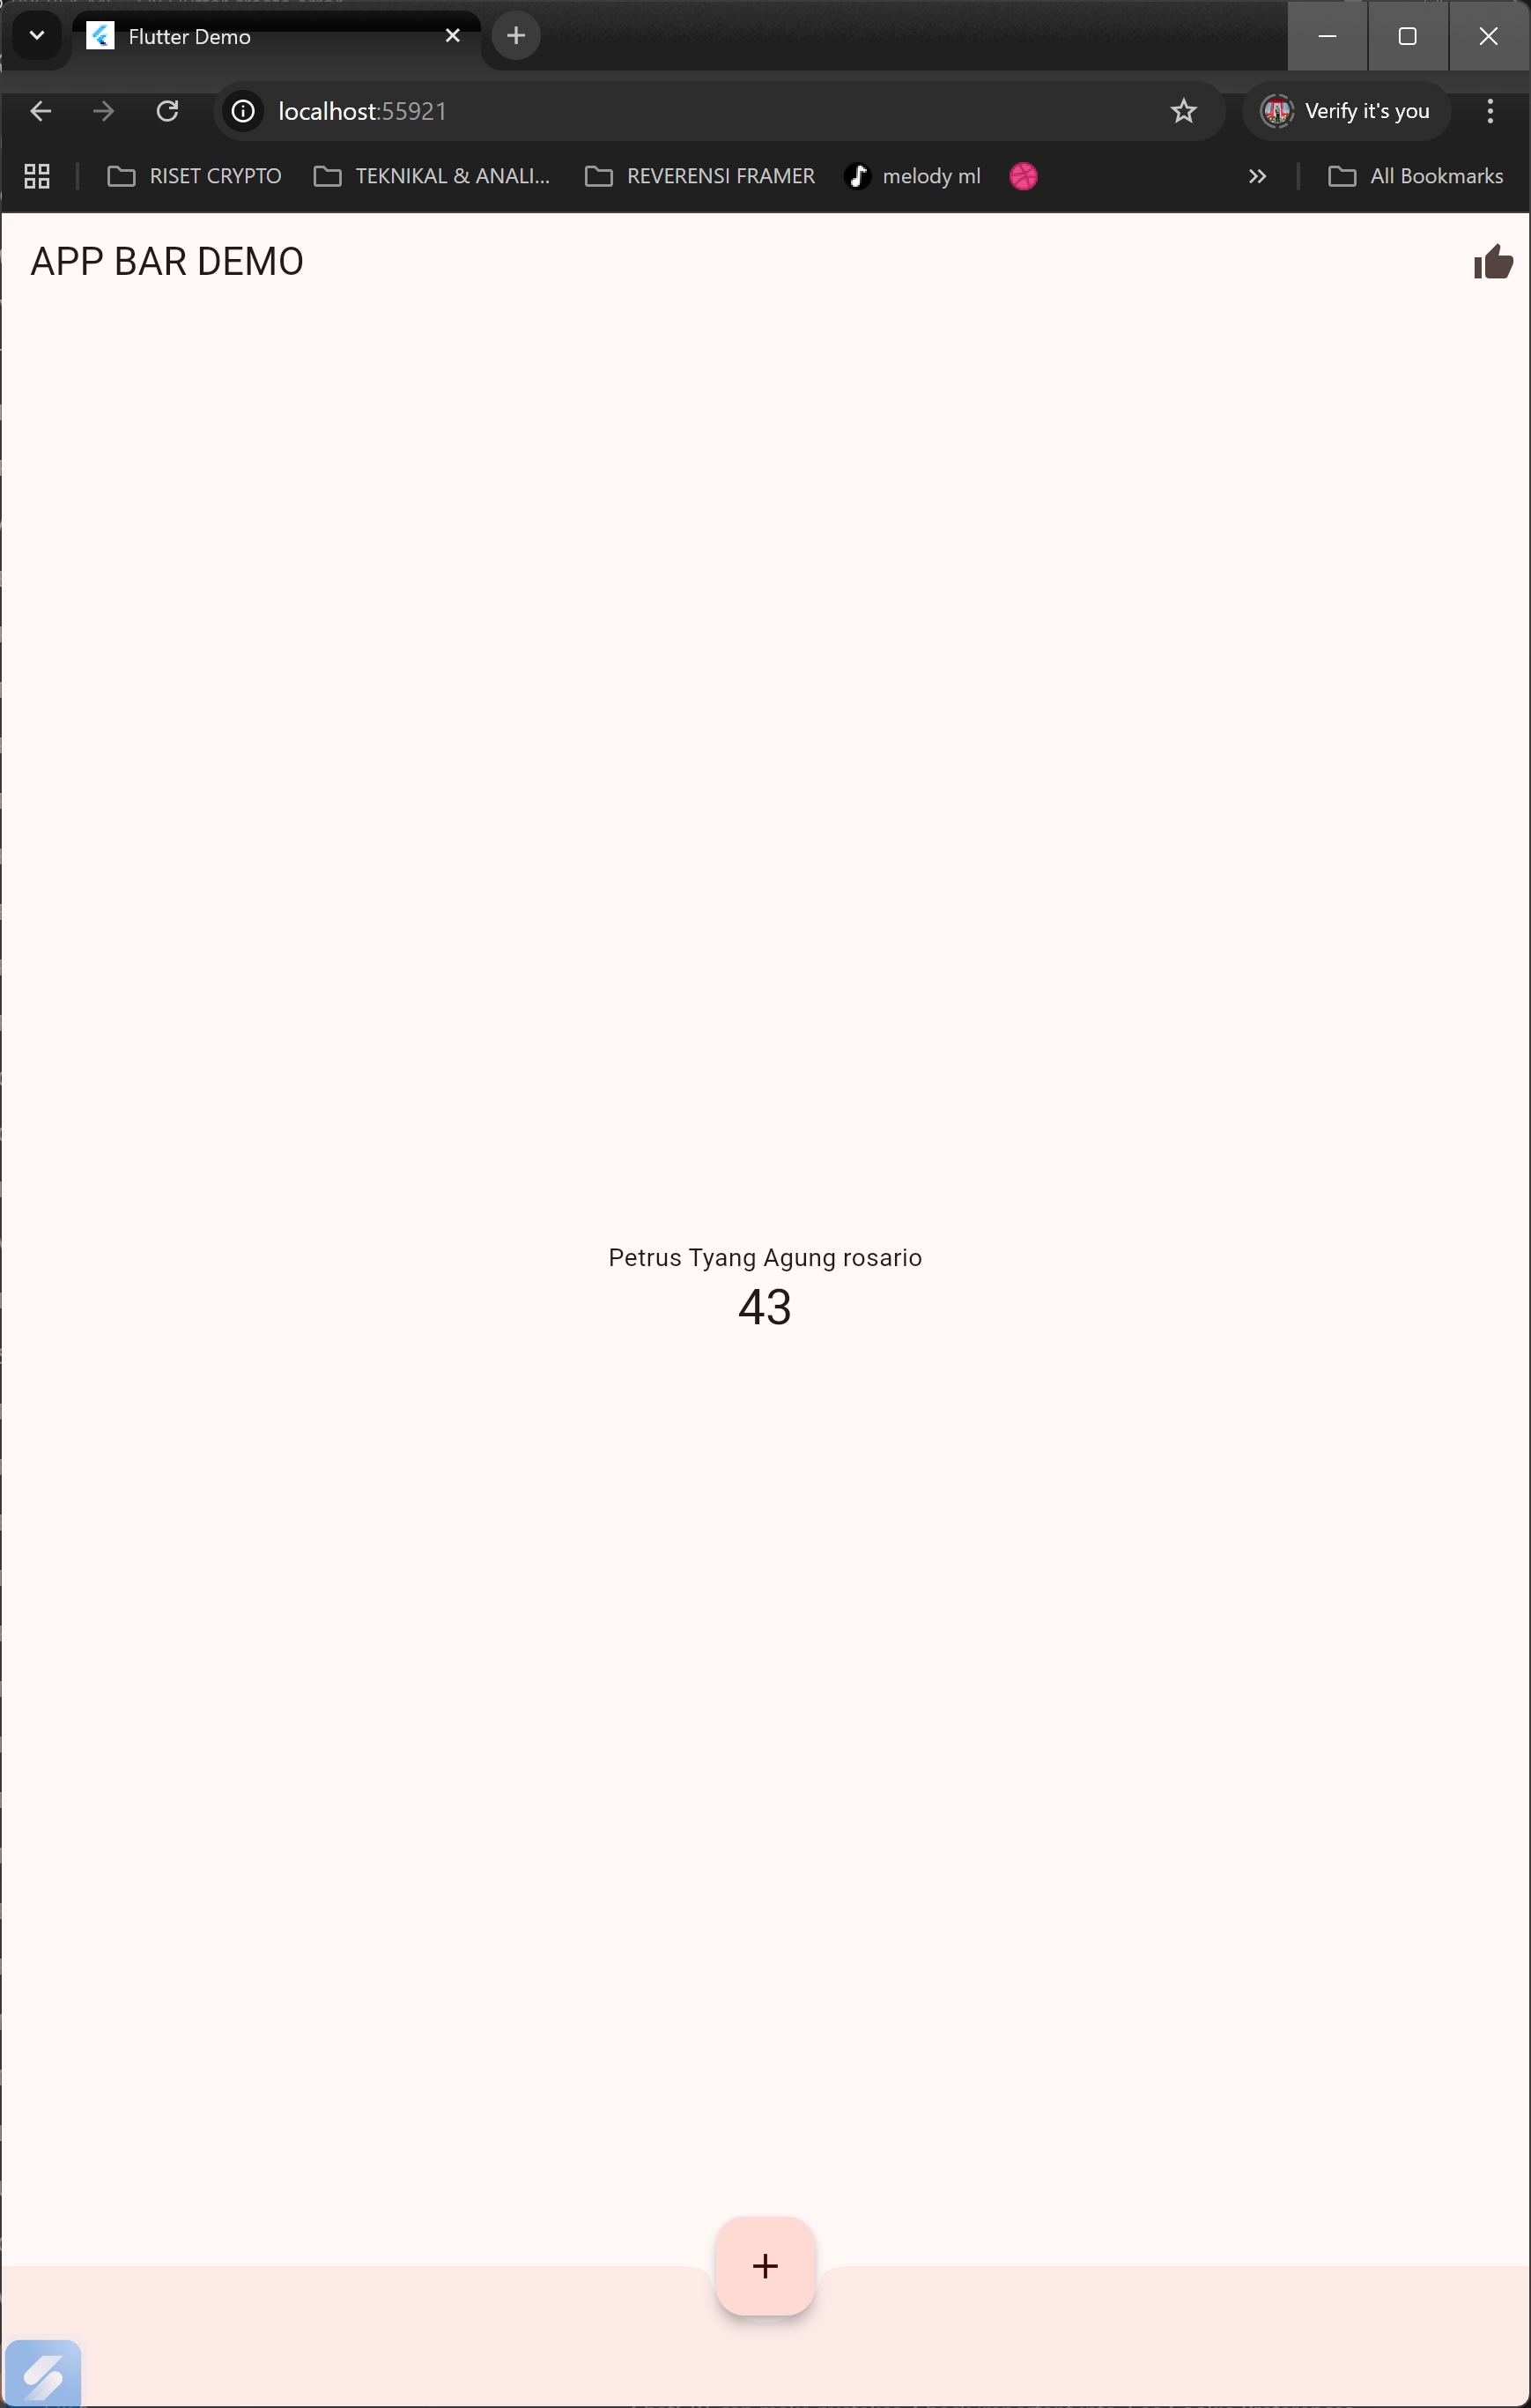 Flutter Demo
localhost:55921
Verify it's you
RISET CRYPTO
TEKNIKAL & ANALI...
REVERENSI FRAMER
melody ml
All Bookmarks
APP BAR DEMO
Petrus Tyang Agung rosario
43